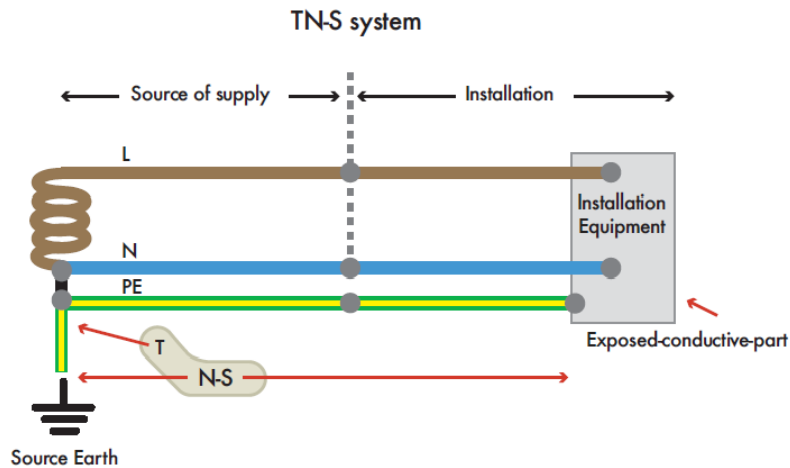 TN-S system
Source of supply
Installation
L
Installation
Equipment
N
PE
Exposed-conductive-part
T
N-S
Source Earth